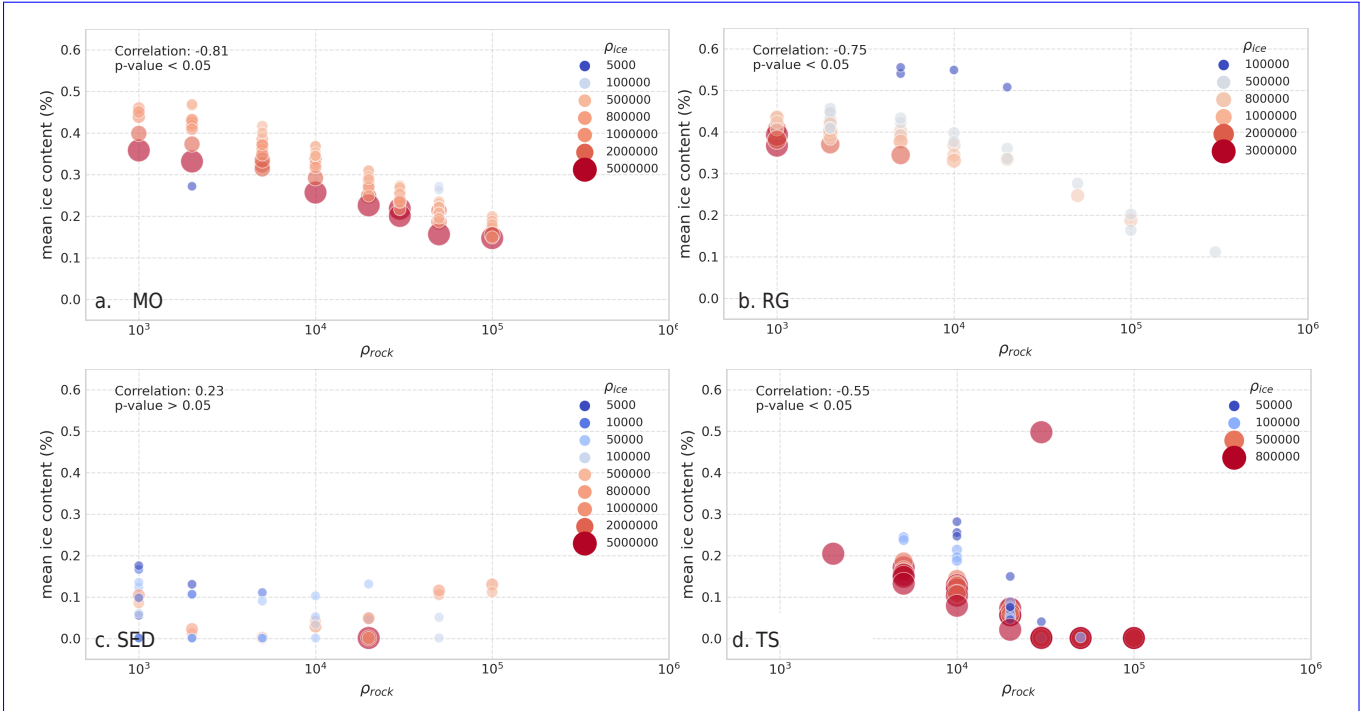 Correlation: -0.81
p-value < 0.05
ρice
5000
100000
500000
800000
1000000
2000000
5000000
0.6
0.5
0.4
0.3
0.2
0.1
0.0
mean ice content (%)
a. MO
10³
10⁴
10⁵
10⁶
ρrock
Correlation: -0.75
p-value < 0.05
ρice
100000
500000
800000
1000000
2000000
3000000
0.6
0.5
0.4
0.3
0.2
0.1
0.0
mean ice content (%)
b. RG
10³
10⁴
10⁵
10⁶
ρrock
Correlation: 0.23
p-value > 0.05
ρice
5000
10000
50000
100000
500000
800000
1000000
2000000
5000000
0.6
0.5
0.4
0.3
0.2
0.1
0.0
mean ice content (%)
c. SED
10³
10⁴
10⁵
10⁶
ρrock
Correlation: -0.55
p-value < 0.05
ρice
50000
100000
500000
800000
0.6
0.5
0.4
0.3
0.2
0.1
0.0
mean ice content (%)
d. TS
10³
10⁴
10⁵
10⁶
ρrock